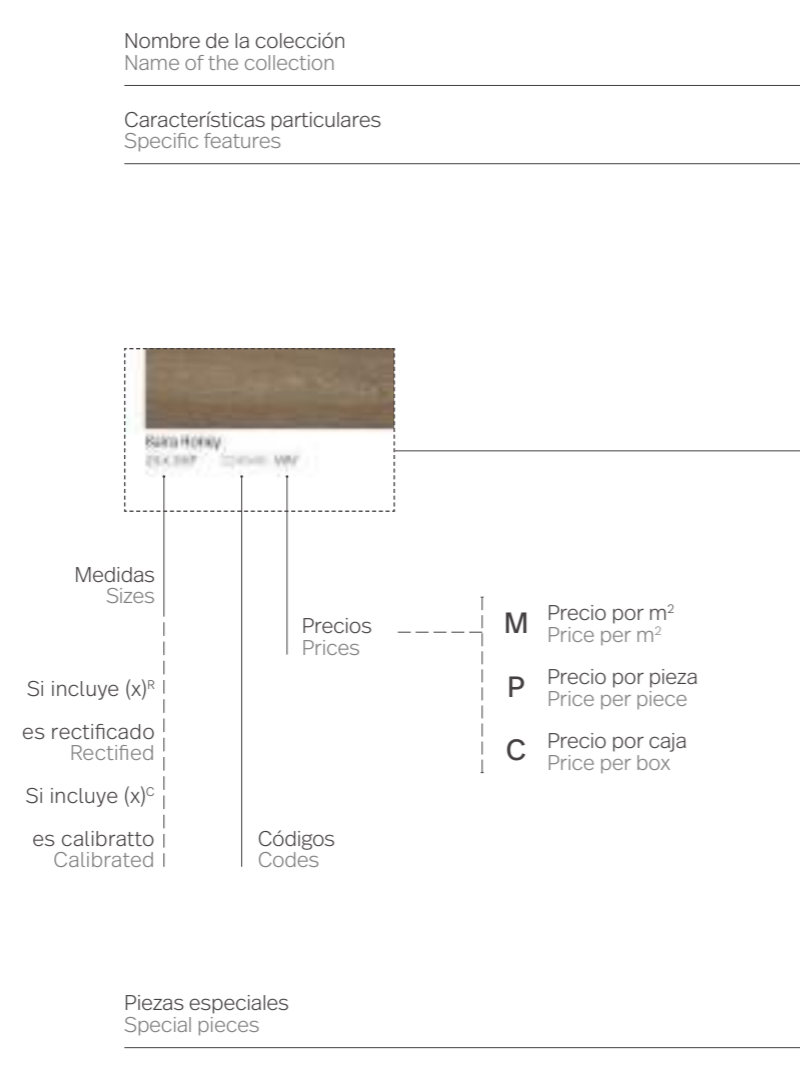 Nombre de la colección
Name of the collection
Características particulares
Specific features
Honey
Medidas
Sizes
Precios
Prices
M
Precio por m²
Price per m²
Si incluye (x)ᴿ
P
Precio por pieza
Price per piece
es rectificado
Rectified
C
Precio por caja
Price per box
Si incluye (x)ᶜ
es calibratto
Calibrated
Códigos
Codes
Piezas especiales
Special pieces